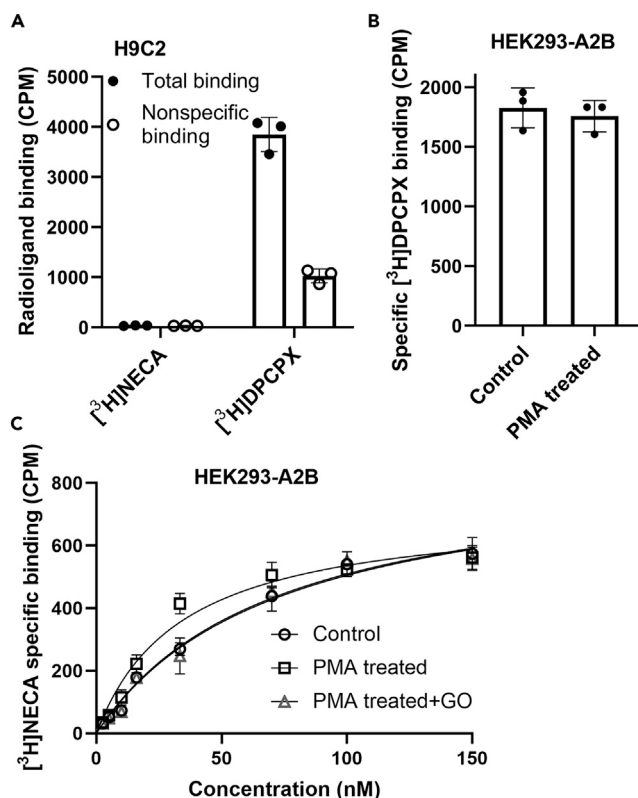 A
H9C2
Radioligand binding (CPM)
5000
4000
3000
2000
1000
0
Total binding
Nonspecific
binding
[³H]NECA
[³H]DPCPX
B
HEK293-A2B
Specific [³H]DPCPX binding (CPM)
2000
1500
1000
500
0
Control
PMA treated
C
HEK293-A2B
[³H]NECA specific binding (CPM)
800
600
400
200
0
Control
PMA treated
PMA treated+GO
0
50
100
150
Concentration (nM)